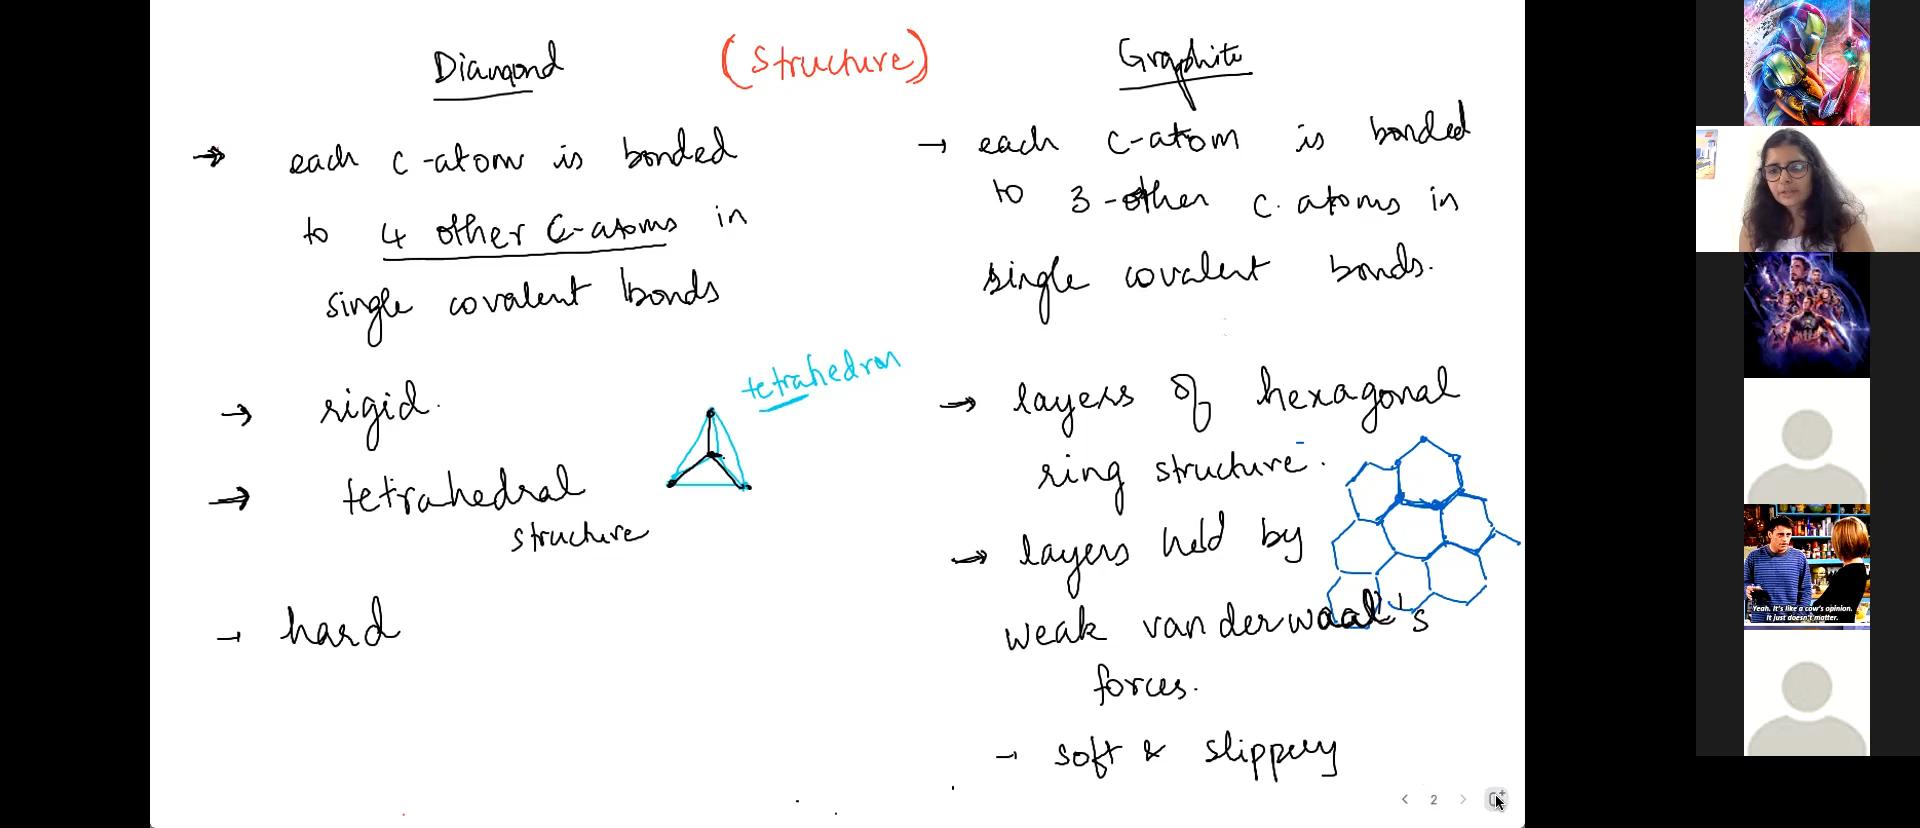 Diamond
(Structure)
Graphite
→ each c-atom is bonded
to 4 other C-atoms in
single covalent bonds
→ rigid.
→ tetrahedral
structure
tetrahedron
→ hard
→ each c-atom is bonded
to 3-other c. atoms in
single covalent bonds.
→ layers of hexagonal
ring structure.
→ layers held by
weak van der waal's
forces.
→ soft & slippery
< 2 >
Yeah. It's like a cow's opinion.
It just doesn't matter.